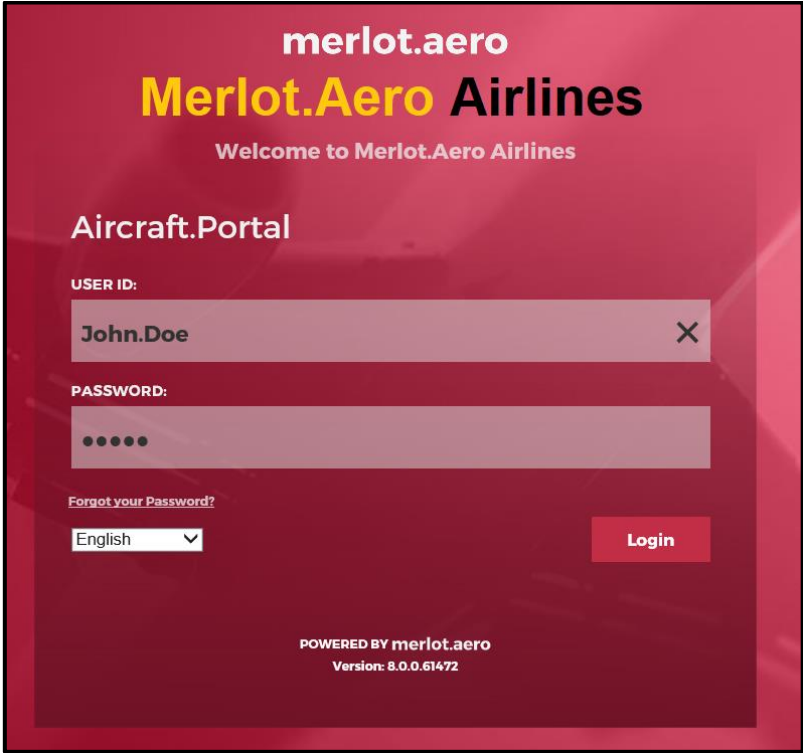 merlot.aero
Merlot.Aero Airlines
Welcome to Merlot.Aero Airlines
Aircraft.Portal
USER ID:
John.Doe
PASSWORD:
●●●●●
Forgot your Password?
English
Login
POWERED BY merlot.aero
Version: 8.0.0.61472